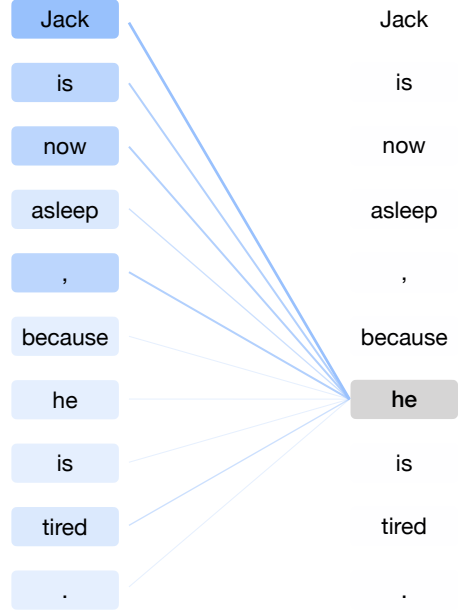 Jack Jack
is is
now now
asleep asleep
, ,
because because
he he
is is
tired tired
. .